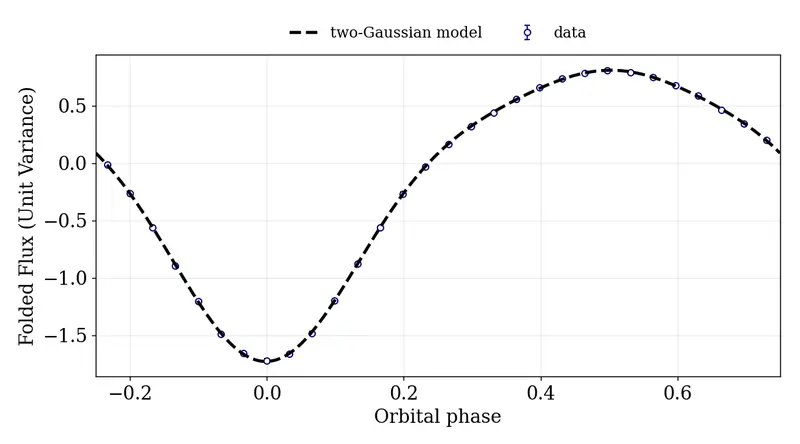 two-Gaussian model data
Folded Flux (Unit Variance)
0.5
0.0
−0.5
−1.0
−1.5
−0.2 0.0 0.2 0.4 0.6
Orbital phase